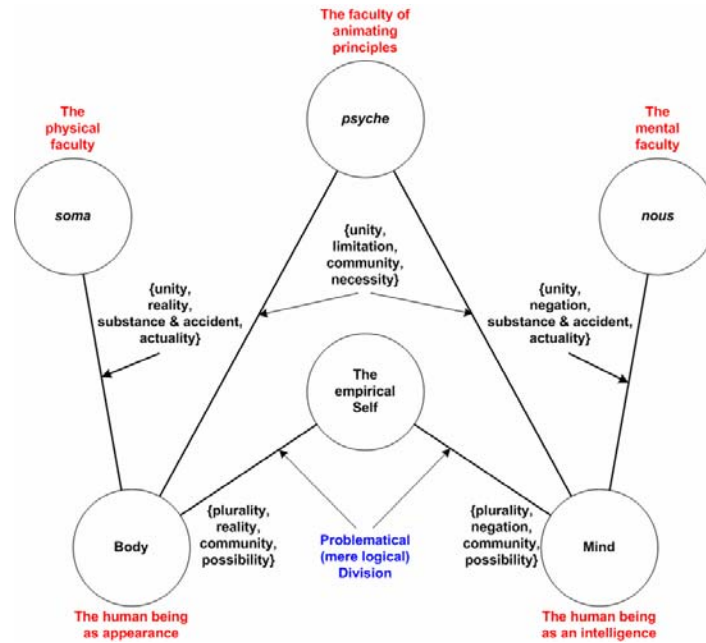 The faculty of
animating
principles
The
physical
faculty
psyche
The
mental
faculty
soma
nous
{unity,
limitation,
community,
necessity}
{unity,
reality,
substance & accident,
actuality}
{unity,
negation,
substance & accident,
actuality}
The
empirical
Self
Body
{plurality,
reality,
community,
possibility}
Problematical
(mere logical)
Division
{plurality,
negation,
community,
possibility}
Mind
The human being
as appearance
The human being
as an intelligence